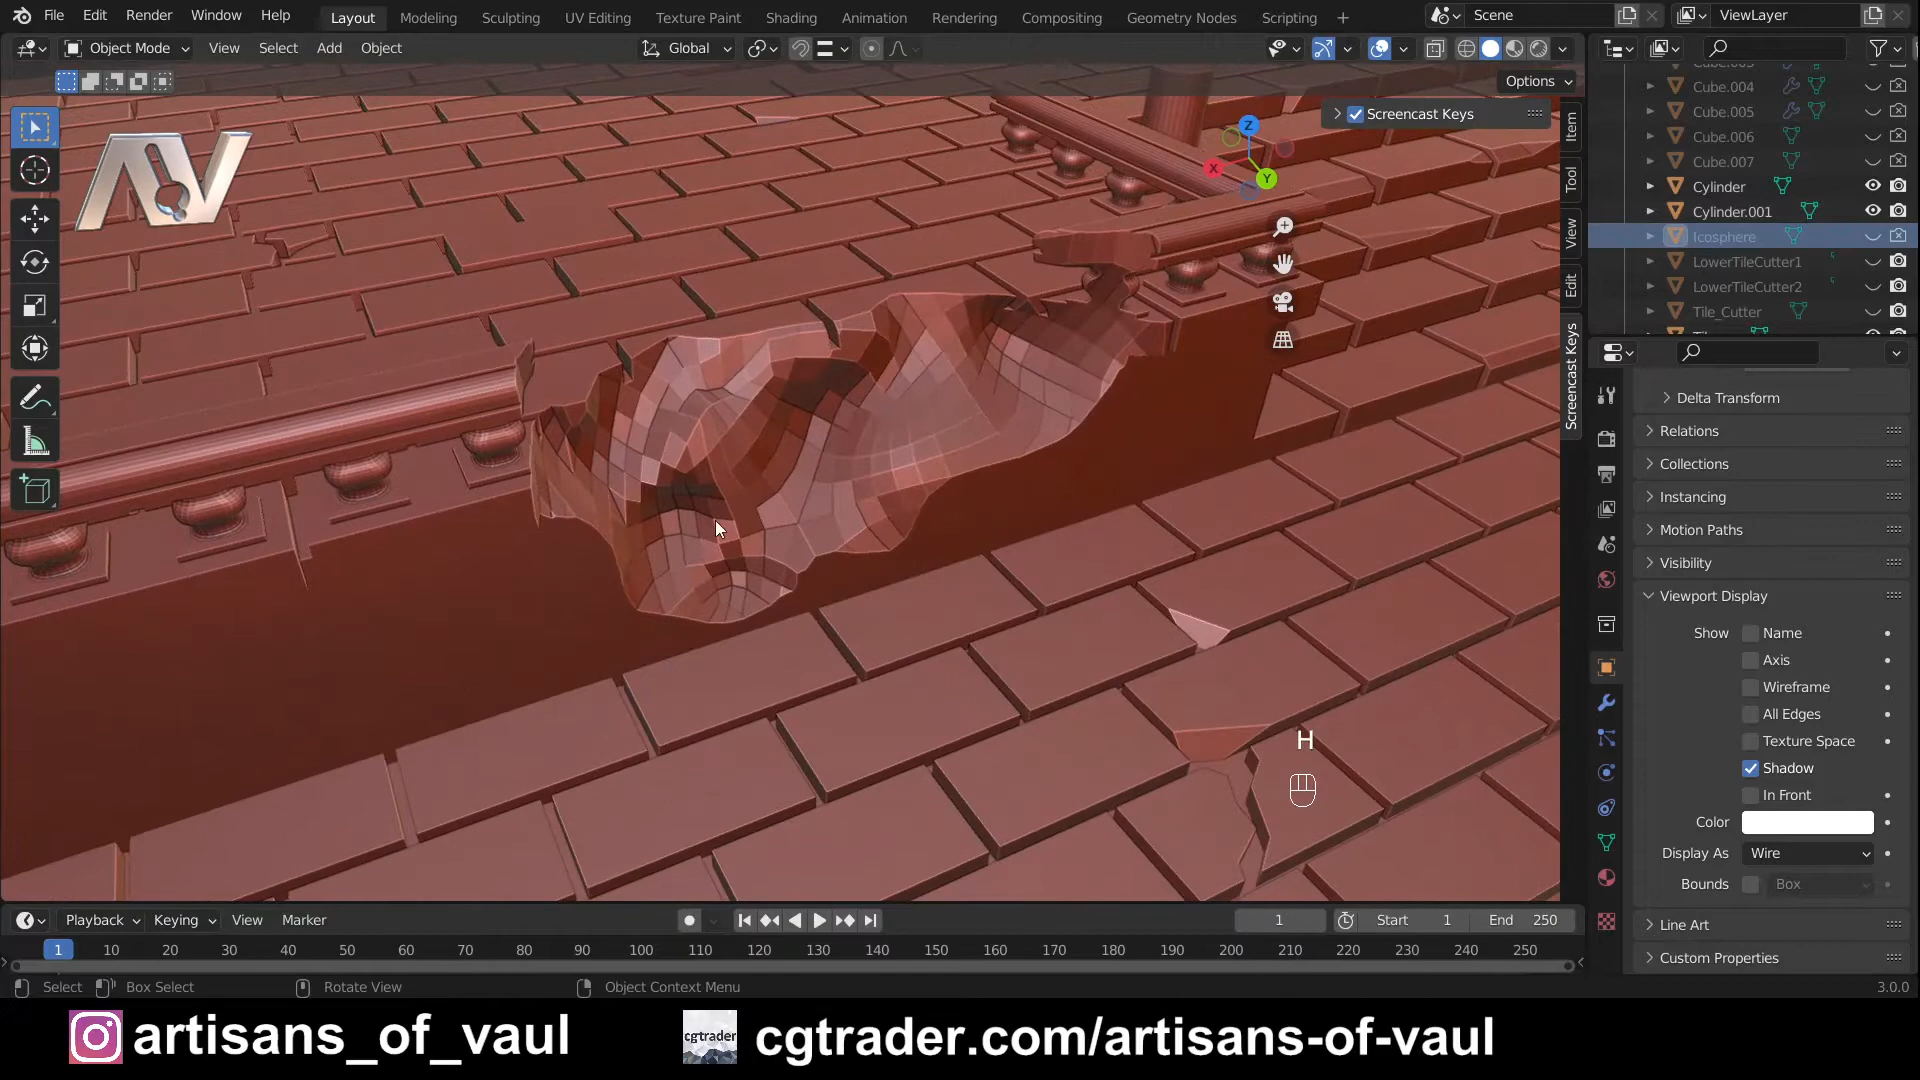 File Edit Render Window Help Layout Modeling Sculpting UV Editing Texture Paint Shading Animation Rendering Compositing Geometry Nodes Scripting + Scene ViewLayer
Object Mode View Select Add Object Global
Options
Screencast Keys
AV
Z
X
Y
Item
Tool
View
Edit
Screencast Keys
Cube.004
Cube.005
Cube.006
Cube.007
Cylinder
Cylinder.001
Icosphere
LowerTileCutter1
LowerTileCutter2
Tile_Cutter
Delta Transform
Relations
Collections
Instancing
Motion Paths
Visibility
Viewport Display
Show Name
Axis
Wireframe
All Edges
Texture Space
Shadow
In Front
Color
Display As Wire
Bounds Box
Line Art
Custom Properties
H
Playback Keying View Marker 1 Start 1 End 250
1 10 20 30 40 50 60 70 80 90 100 110 120 130 140 150 160 170 180 190 200 210 220 230 240 250
Select Box Select Rotate View Object Context Menu 3.0.0
artisans_of_vaul cgtrader cgtrader.com/artisans-of-vaul